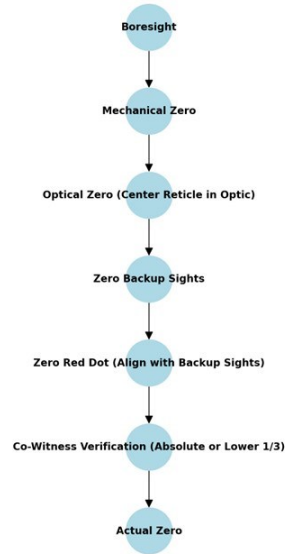 Boresight
Mechanical Zero
Optical Zero (Center Reticle in Optic)
Zero Backup Sights
Zero Red Dot (Align with Backup Sights)
Co-Witness Verification (Absolute or Lower 1/3)
Actual Zero